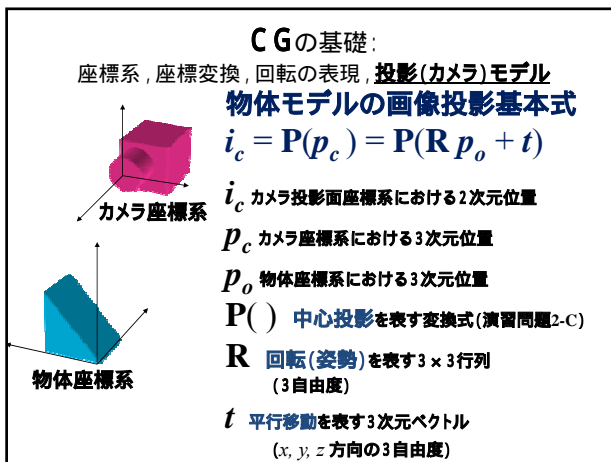 CGの基礎:
座標系,座標変換,回転の表現,投影(カメラ)モデル
物体モデルの画像投影基本式
i_c = P(p_c) = P(R p_o + t)
カメラ座標系
i_c カメラ投影面座標系における2次元位置
p_c カメラ座標系における3次元位置
p_o 物体座標系における3次元位置
P( ) 中心投影を表す変換式(演習問題2-C)
R 回転(姿勢)を表す3×3行列
(3自由度)
物体座標系
t 平行移動を表す3次元ベクトル
(x, y, z 方向の3自由度)